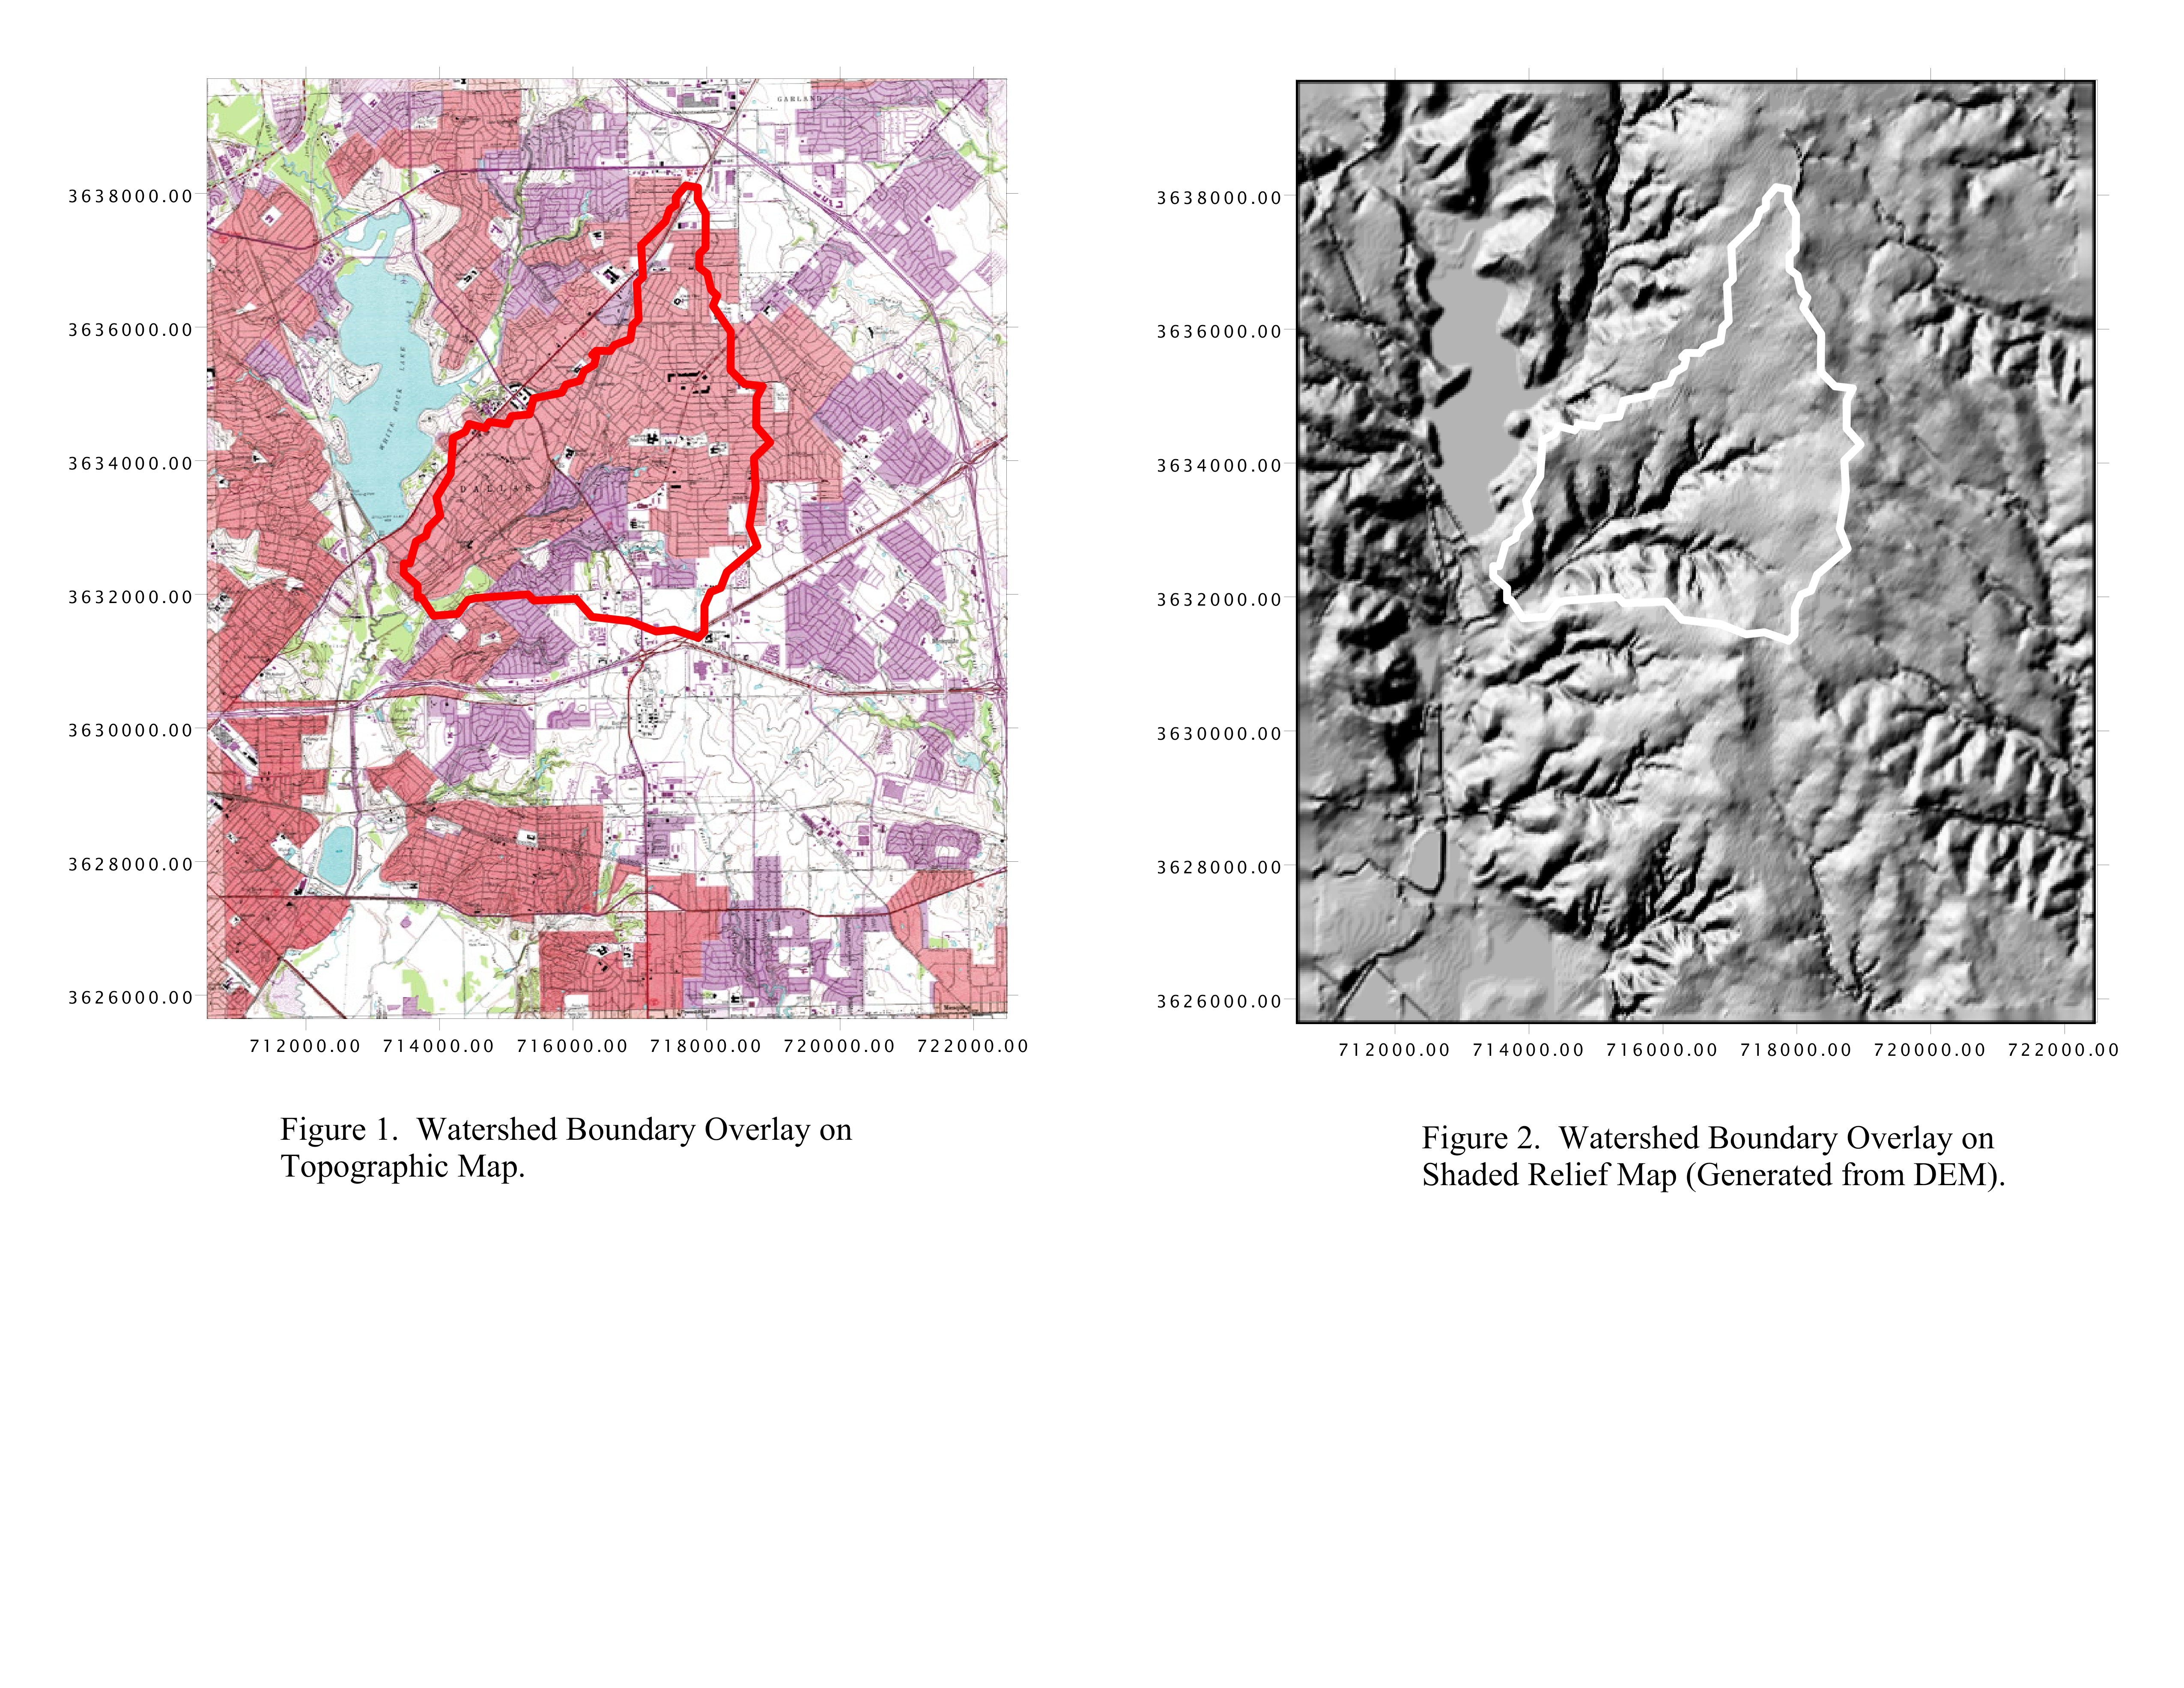 GARLAND
3638000.00
3636000.00
3634000.00
3632000.00
3630000.00
3628000.00
3626000.00
WHITE ROCK LAKE
DALLAS
712000.00 714000.00 716000.00 718000.00 720000.00 722000.00
Figure 1. Watershed Boundary Overlay on
Topographic Map.
3638000.00
3636000.00
3634000.00
3632000.00
3630000.00
3628000.00
3626000.00
712000.00 714000.00 716000.00 718000.00 720000.00 722000.00
Figure 2. Watershed Boundary Overlay on
Shaded Relief Map (Generated from DEM).